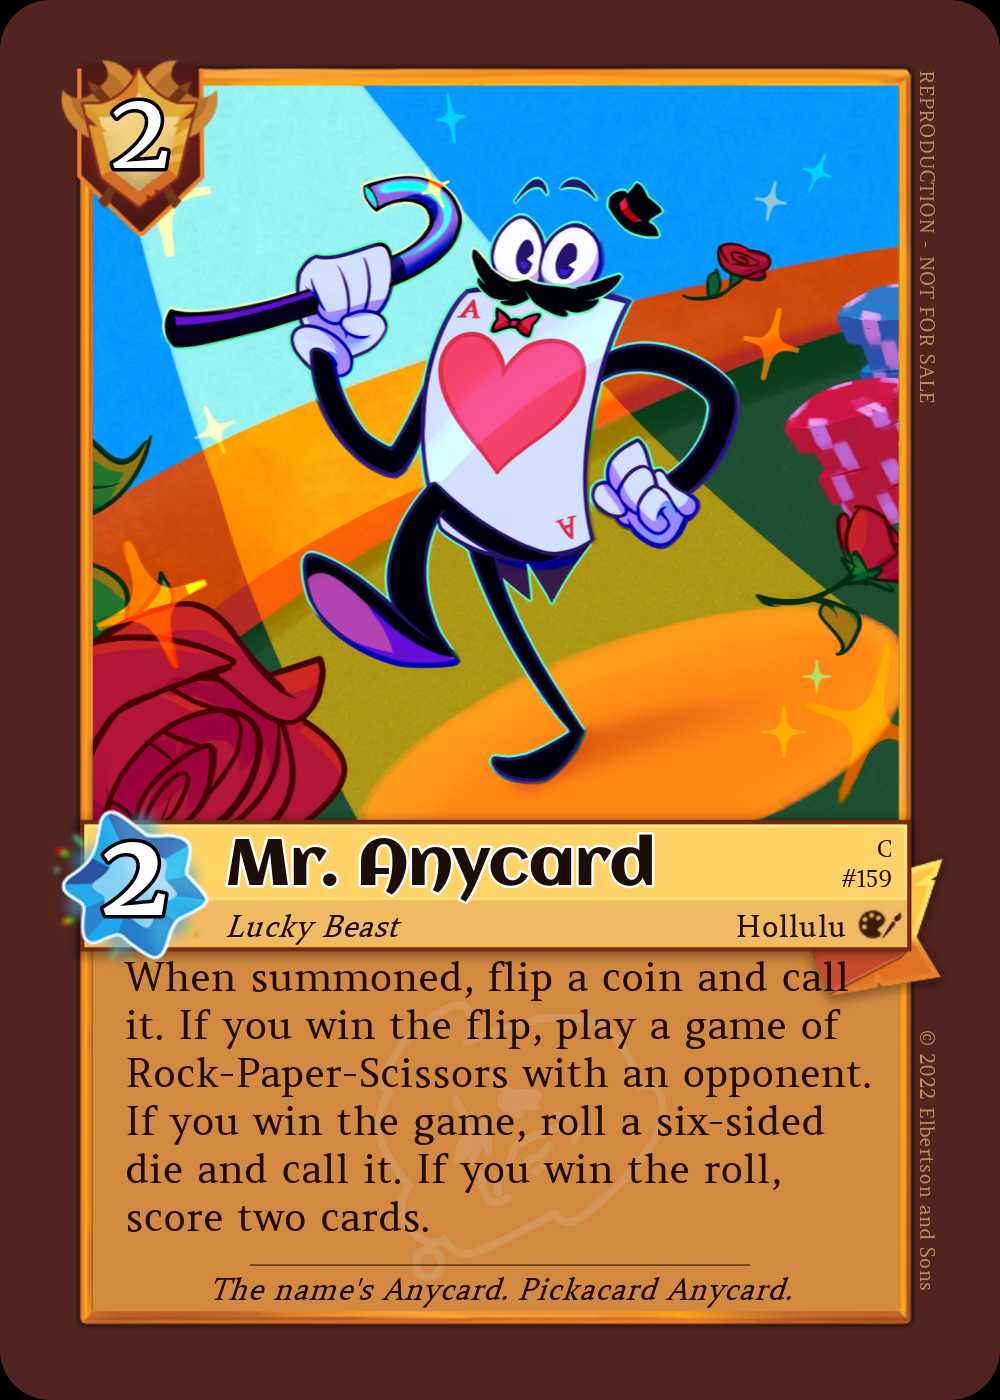 2
REPRODUCTION - NOT FOR SALE
A
A
2
Mr. Anycard
C
#159
Lucky Beast
Hollulu
When summoned, flip a coin and call
it. If you win the flip, play a game of
Rock-Paper-Scissors with an opponent.
If you win the game, roll a six-sided
die and call it. If you win the roll,
score two cards.
The name's Anycard. Pickacard Anycard.
© 2022 Elbertson and Sons